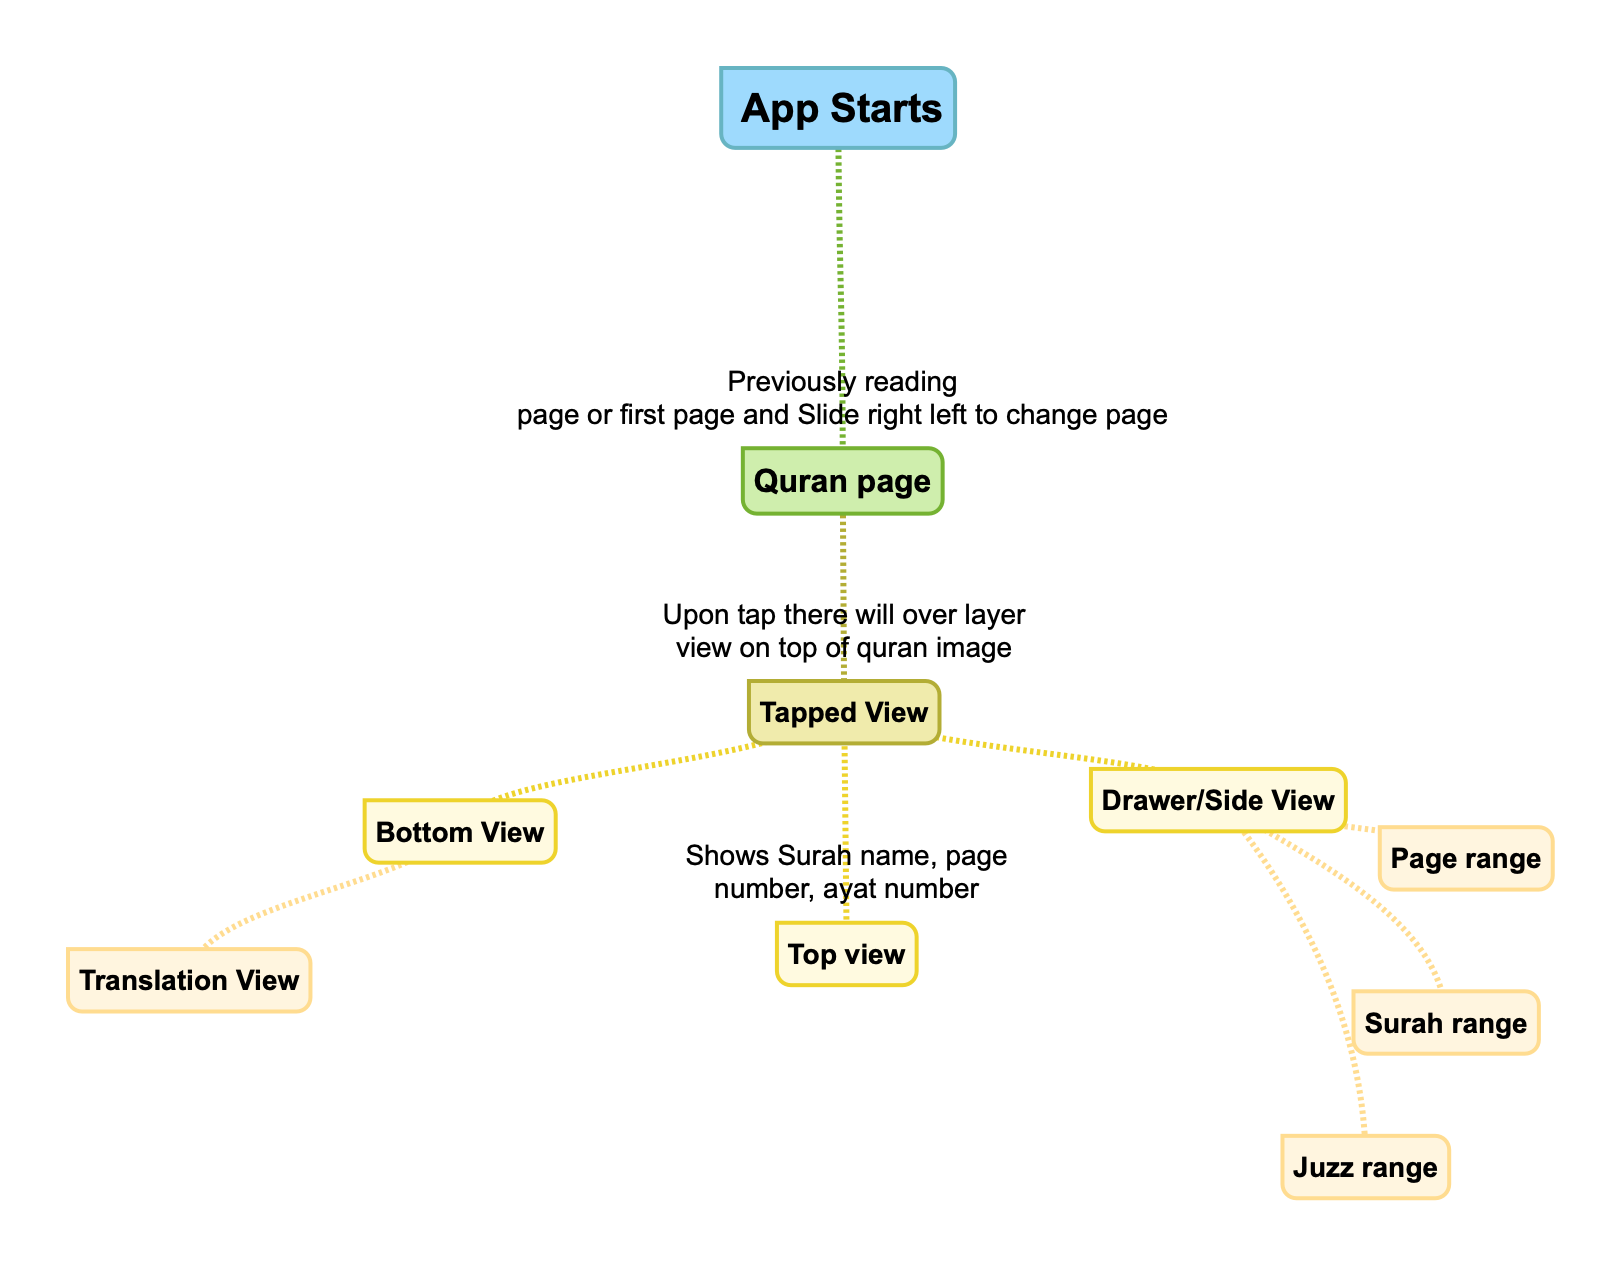 App Starts
Previously reading
page or first page and Slide right left to change page
Quran page
Upon tap there will over layer
view on top of quran image
Tapped View
Bottom View
Drawer/Side View
Shows Surah name, page
number, ayat number
Page range
Top view
Translation View
Surah range
Juzz range